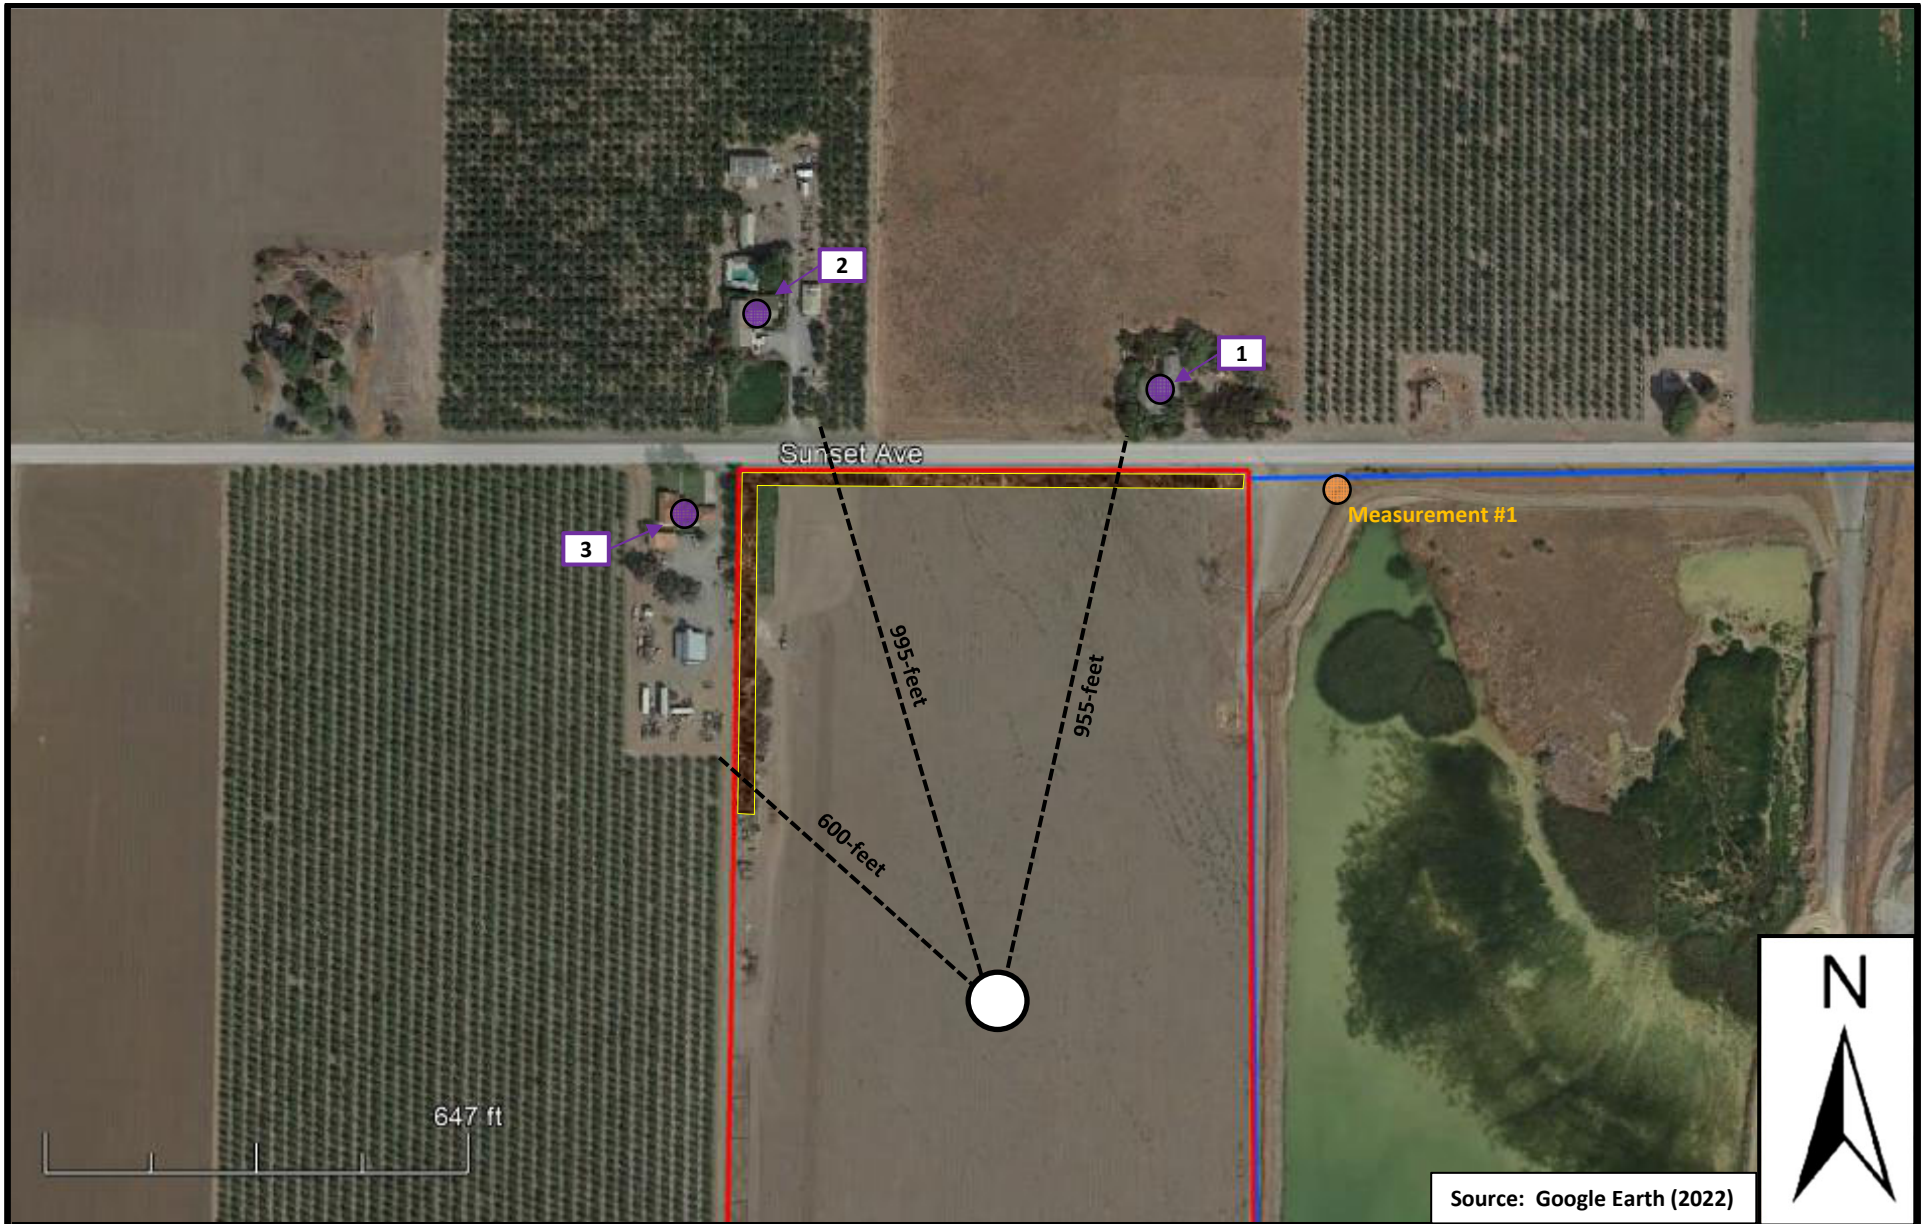 2
1
Sunset Ave
Measurement #1
3
995-feet
955-feet
600-feet
N
647 ft
Source: Google Earth (2022)